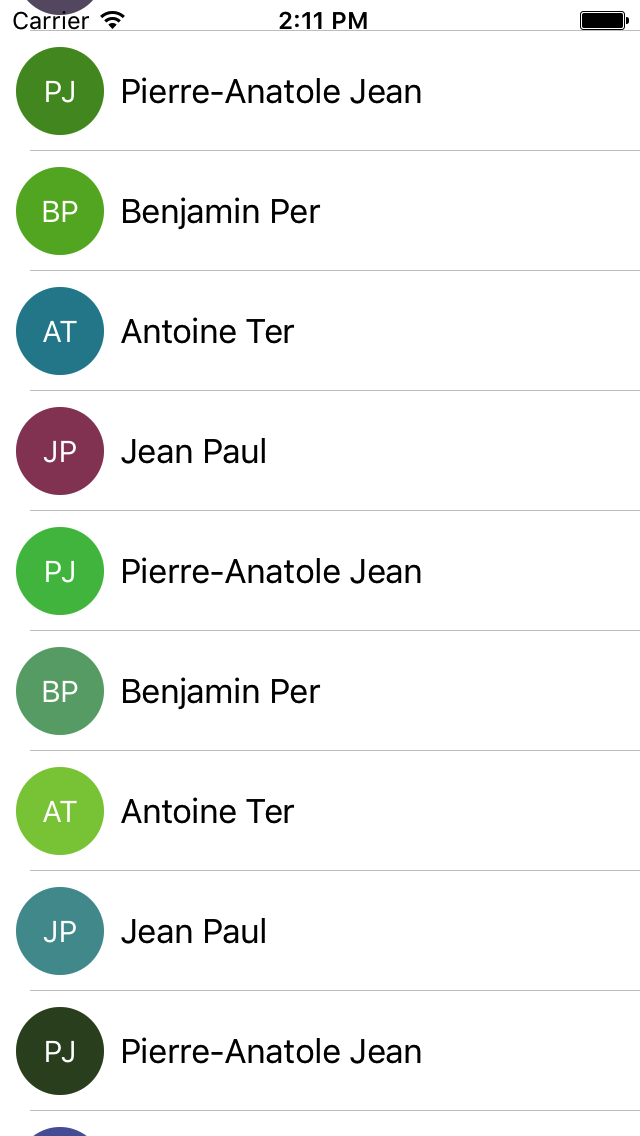 Carrier 2:11 PM
PJ Pierre-Anatole Jean
BP Benjamin Per
AT Antoine Ter
JP Jean Paul
PJ Pierre-Anatole Jean
BP Benjamin Per
AT Antoine Ter
JP Jean Paul
PJ Pierre-Anatole Jean